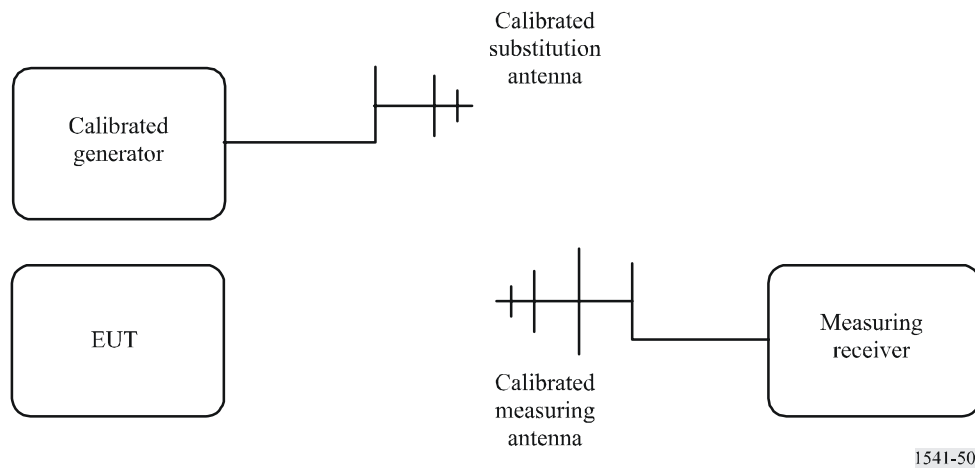 Calibrated
substitution
antenna
Calibrated
generator
EUT
Calibrated
measuring
antenna
Measuring
receiver
1541-50